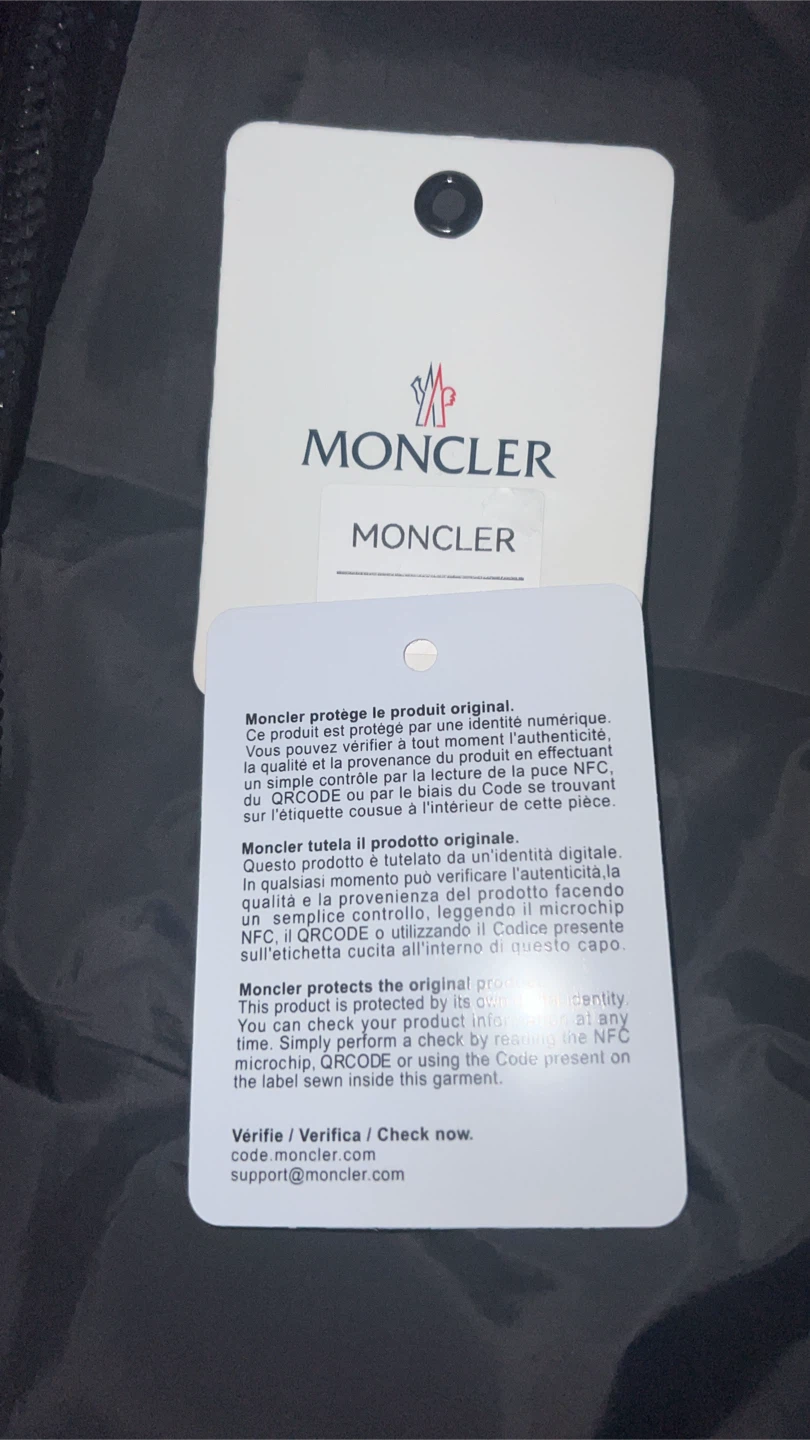 MONCLER
MONCLER
Moncler protège le produit original.
Ce produit est protégé par une identité numérique.
Vous pouvez vérifier à tout moment l'authenticité,
la qualité et la provenance du produit en effectuant
un simple contrôle par la lecture de la puce NFC,
du QRCODE ou par le biais du Code se trouvant
sur l'étiquette cousue à l'intérieur de cette pièce.
Moncler tutela il prodotto originale.
Questo prodotto è tutelato da un'identità digitale.
In qualsiasi momento può verificare l'autenticità,la
qualità e la provenienza del prodotto facendo
un semplice controllo, leggendo il microchip
NFC, il QRCODE o utilizzando il Codice presente
sull'etichetta cucita all'interno di questo capo.
Moncler protects the original
This product is protected by its own identity.
You can check your product information at any
time. Simply perform a check by reading the NFC
microchip, QRCODE or using the Code present on
the label sewn inside this garment.
Vérifie / Verifica / Check now.
code.moncler.com
support@moncler.com